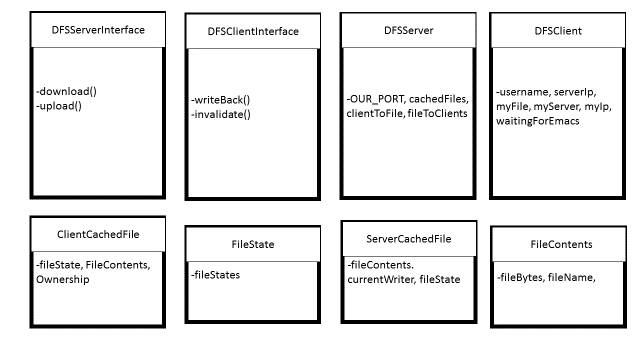 DFSServerInterface
-download()
-upload()
DFSClientInterface
-writeBack()
-invalidate()
DFSServer
-OUR_PORT, cachedFiles,
clientToFile, fileToClients
DFSClient
-username, serverIp,
myFile, myServer, myIp,
waitingForEmacs
ClientCachedFile
-fileState, FileContents,
Ownership
FileState
-fileStates
ServerCachedFile
-fileContents.
currentWriter, fileState
FileContents
-fileBytes, fileName,